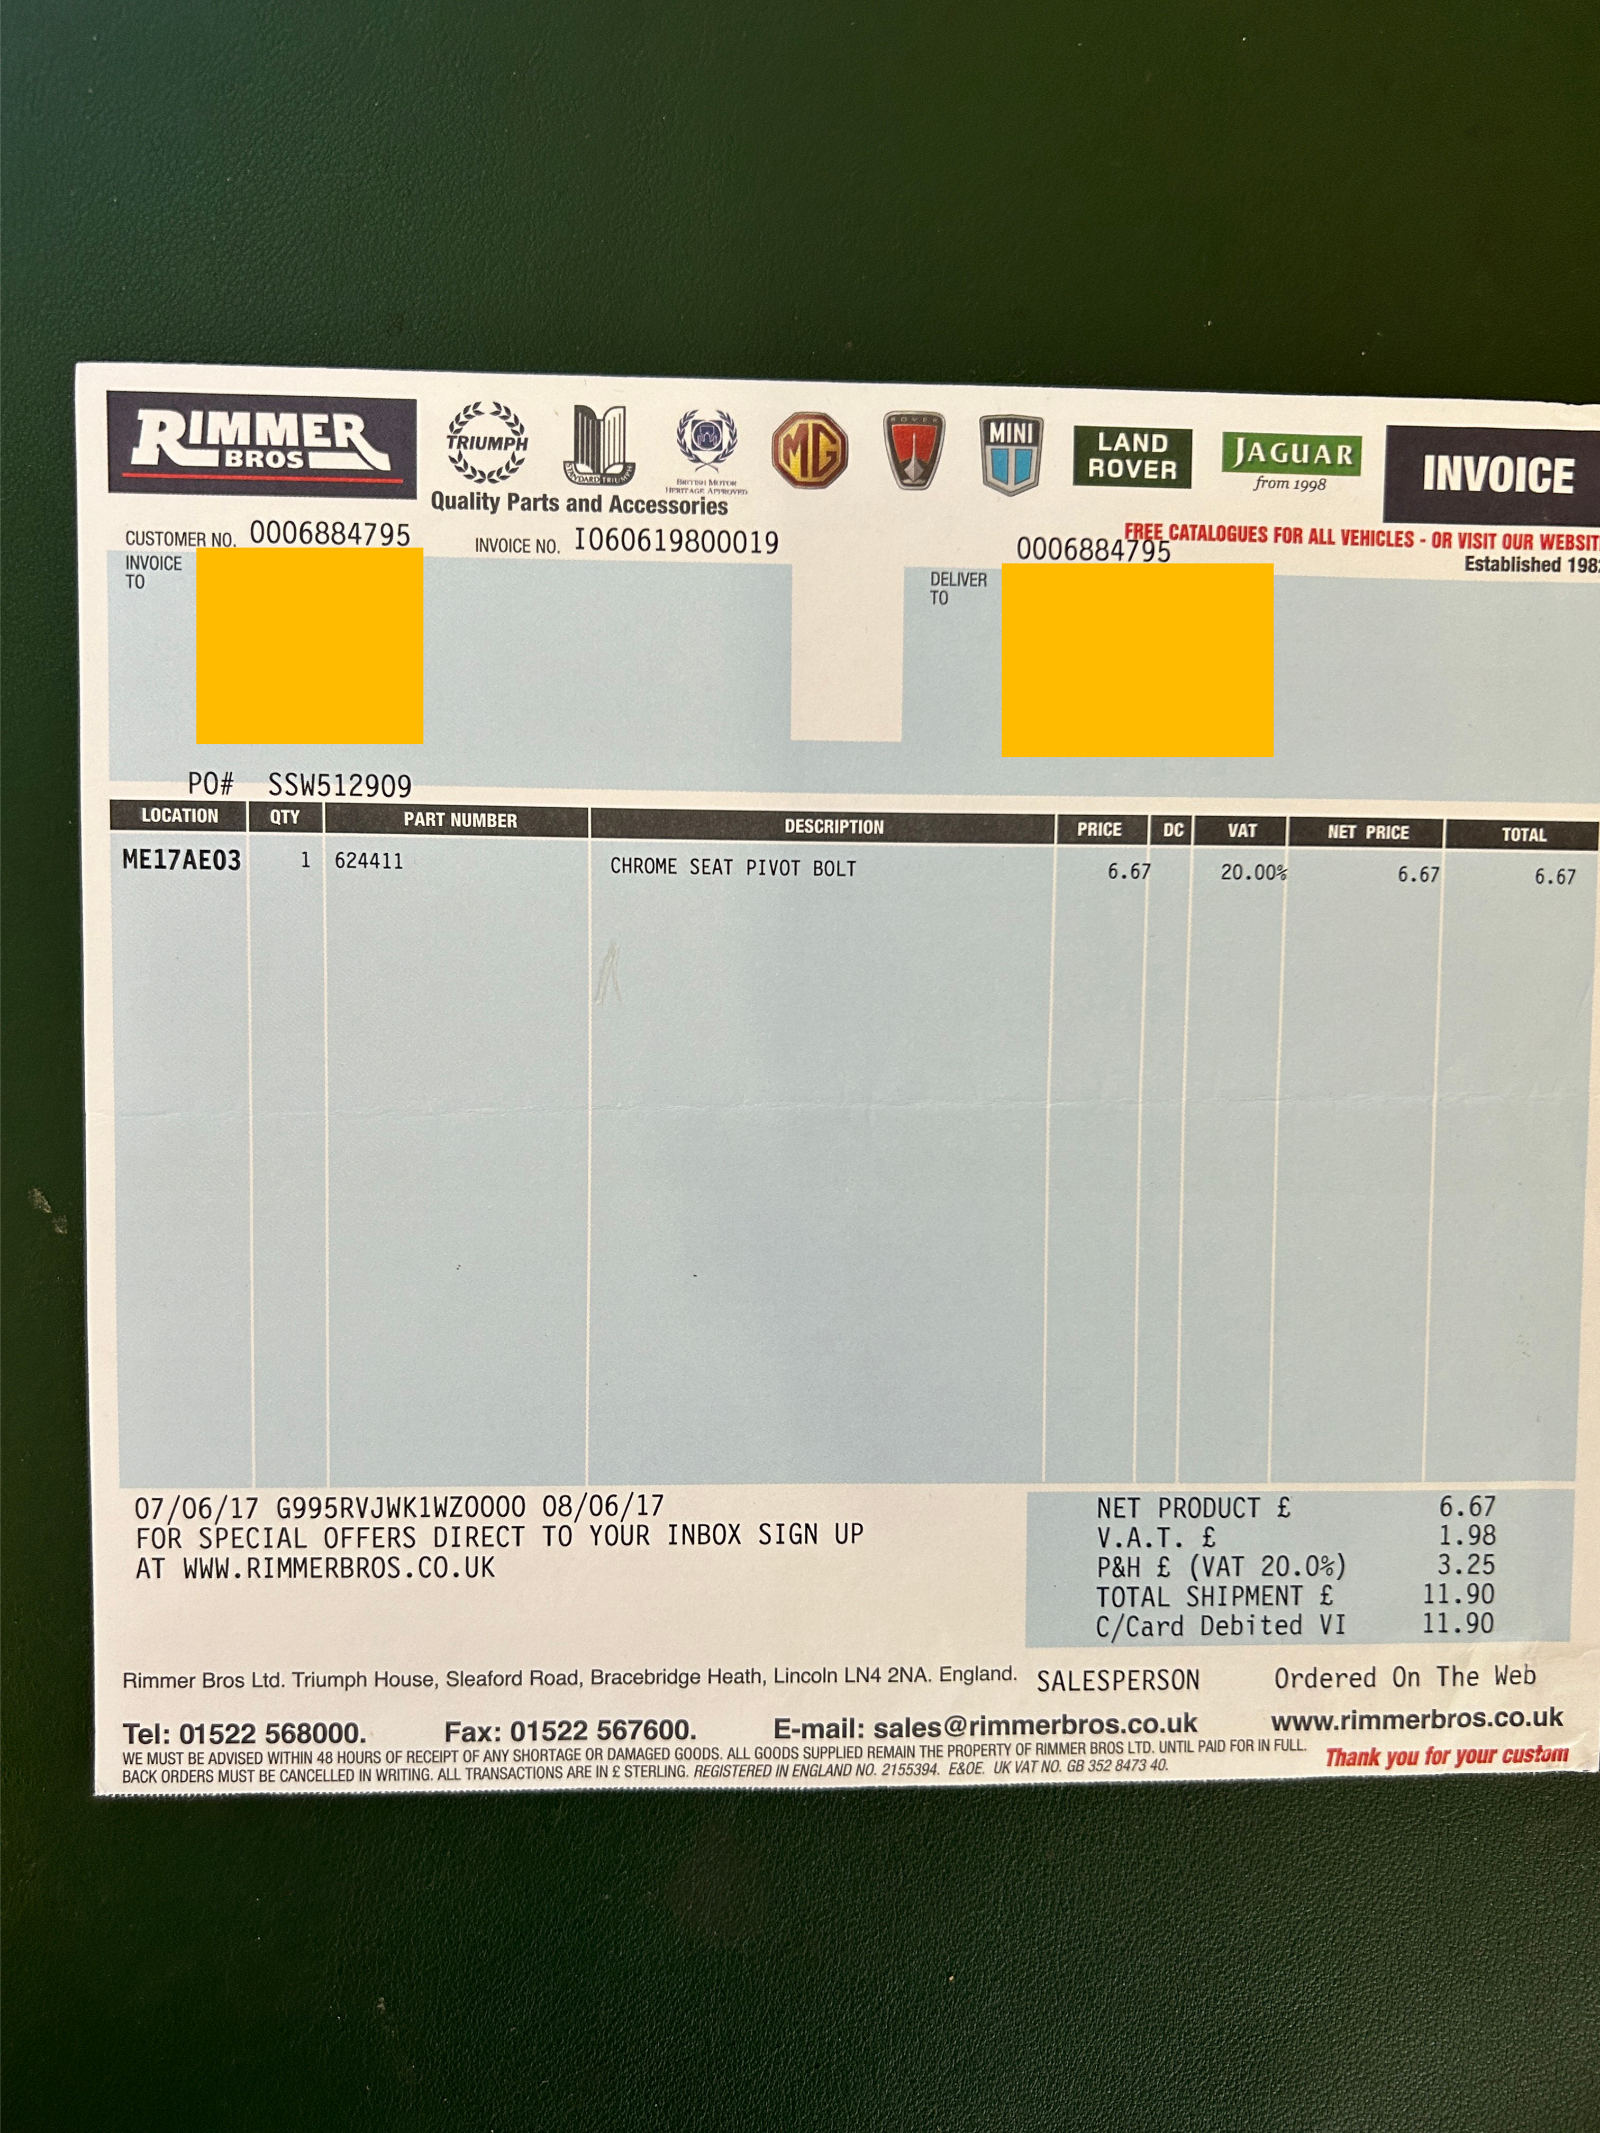 RIMMER
BROS
TRIUMPH
STANDARD TRIUMPH
BRITISH MOTOR
HERITAGE APPROVED
MG
ROVER
MINI
LAND
ROVER
JAGUAR
from 1998
INVOICE
Quality Parts and Accessories
CUSTOMER NO. 0006884795
INVOICE NO. I060619800019
0006884795
FREE CATALOGUES FOR ALL VEHICLES - OR VISIT OUR
Established
INVOICE
TO
DELIVER
TO
PO# SSW512909
LOCATION QTY PART NUMBER DESCRIPTION PRICE DC VAT NET PRICE TOTAL
ME17AE03 1 624411 CHROME SEAT PIVOT BOLT 6.67 20.00% 6.67 6.67
07/06/17 G995RVJWK1WZ0000 08/06/17
FOR SPECIAL OFFERS DIRECT TO YOUR INBOX SIGN UP
AT WWW.RIMMERBROS.CO.UK
NET PRODUCT £ 6.67
V.A.T. £ 1.98
P&H £ (VAT 20.0%) 3.25
TOTAL SHIPMENT £ 11.90
C/Card Debited VI 11.90
Rimmer Bros Ltd. Triumph House, Sleaford Road, Bracebridge Heath, Lincoln LN4 2NA. England.
SALESPERSON Ordered On The Web
Tel: 01522 568000. Fax: 01522 567600. E-mail: sales@rimmerbros.co.uk www.rimmerbros.co.uk
WE MUST BE ADVISED WITHIN 48 HOURS OF RECEIPT OF ANY SHORTAGE OR DAMAGED GOODS. ALL GOODS SUPPLIED REMAIN THE PROPERTY OF RIMMER BROS LTD. UNTIL PAID FOR IN FULL.
BACK ORDERS MUST BE CANCELLED IN WRITING. ALL TRANSACTIONS ARE IN £ STERLING. REGISTERED IN ENGLAND NO. 2155394. E&OE. UK VAT NO. GB 352 8473 40.
Thank you for your custom